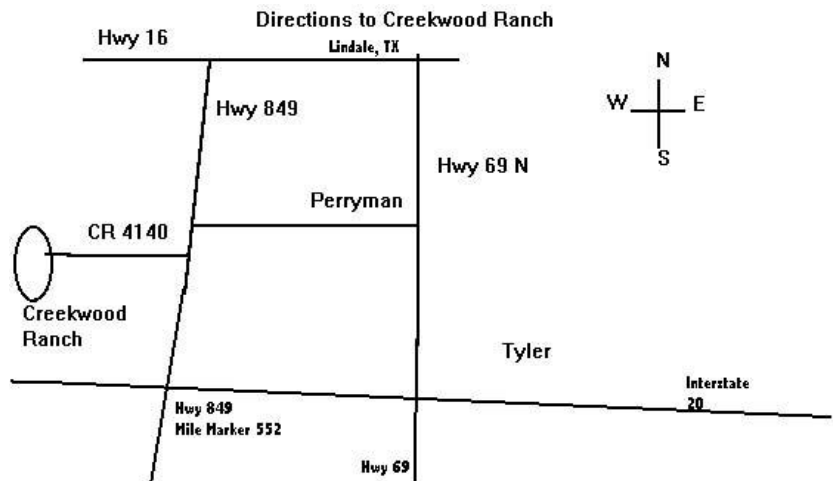 Directions to Creekwood Ranch
Hwy 16
Lindale, TX
N
W
E
S
Hwy 849
Hwy 69 N
Perryman
CR 4140
Creekwood
Ranch
Tyler
Interstate
20
Hwy 849
Mile Marker 552
Hwy 69